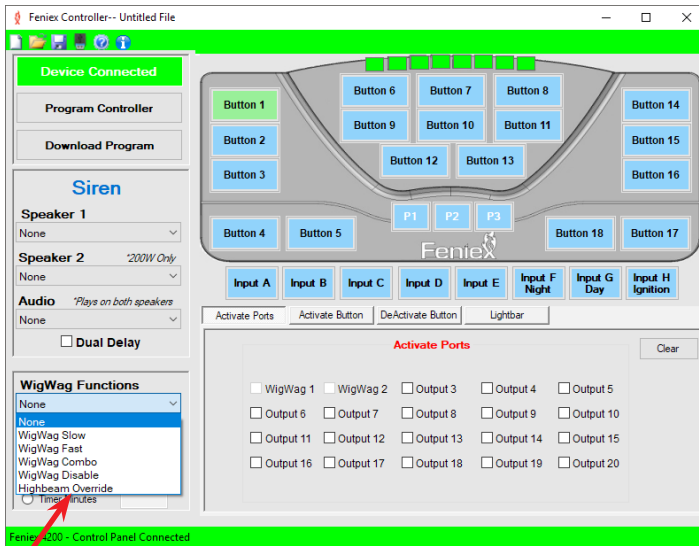 Feniex Controller-- Untitled File
Device Connected
Program Controller
Download Program
Siren
Speaker 1
None
Speaker 2 *200W Only
None
Audio *Plays on both speakers
None
Dual Delay
WigWag Functions
None
None
WigWag Slow
WigWag Fast
WigWag Combo
WigWag Disable
Highbeam Override
Timer Minutes
Button 1
Button 2
Button 3
Button 4
Button 5
Button 6
Button 7
Button 8
Button 9
Button 10
Button 11
Button 12
Button 13
P1
P2
P3
Feniex
Button 14
Button 15
Button 16
Button 18
Button 17
Input A
Input B
Input C
Input D
Input E
Input F
Night
Input G
Day
Input H
Ignition
Activate Ports
Activate Button
DeActivate Button
Lightbar
Activate Ports
Clear
WigWag 1
WigWag 2
Output 3
Output 4
Output 5
Output 6
Output 7
Output 8
Output 9
Output 10
Output 11
Output 12
Output 13
Output 14
Output 15
Output 16
Output 17
Output 18
Output 19
Output 20
Feniex 4200 - Control Panel Connected